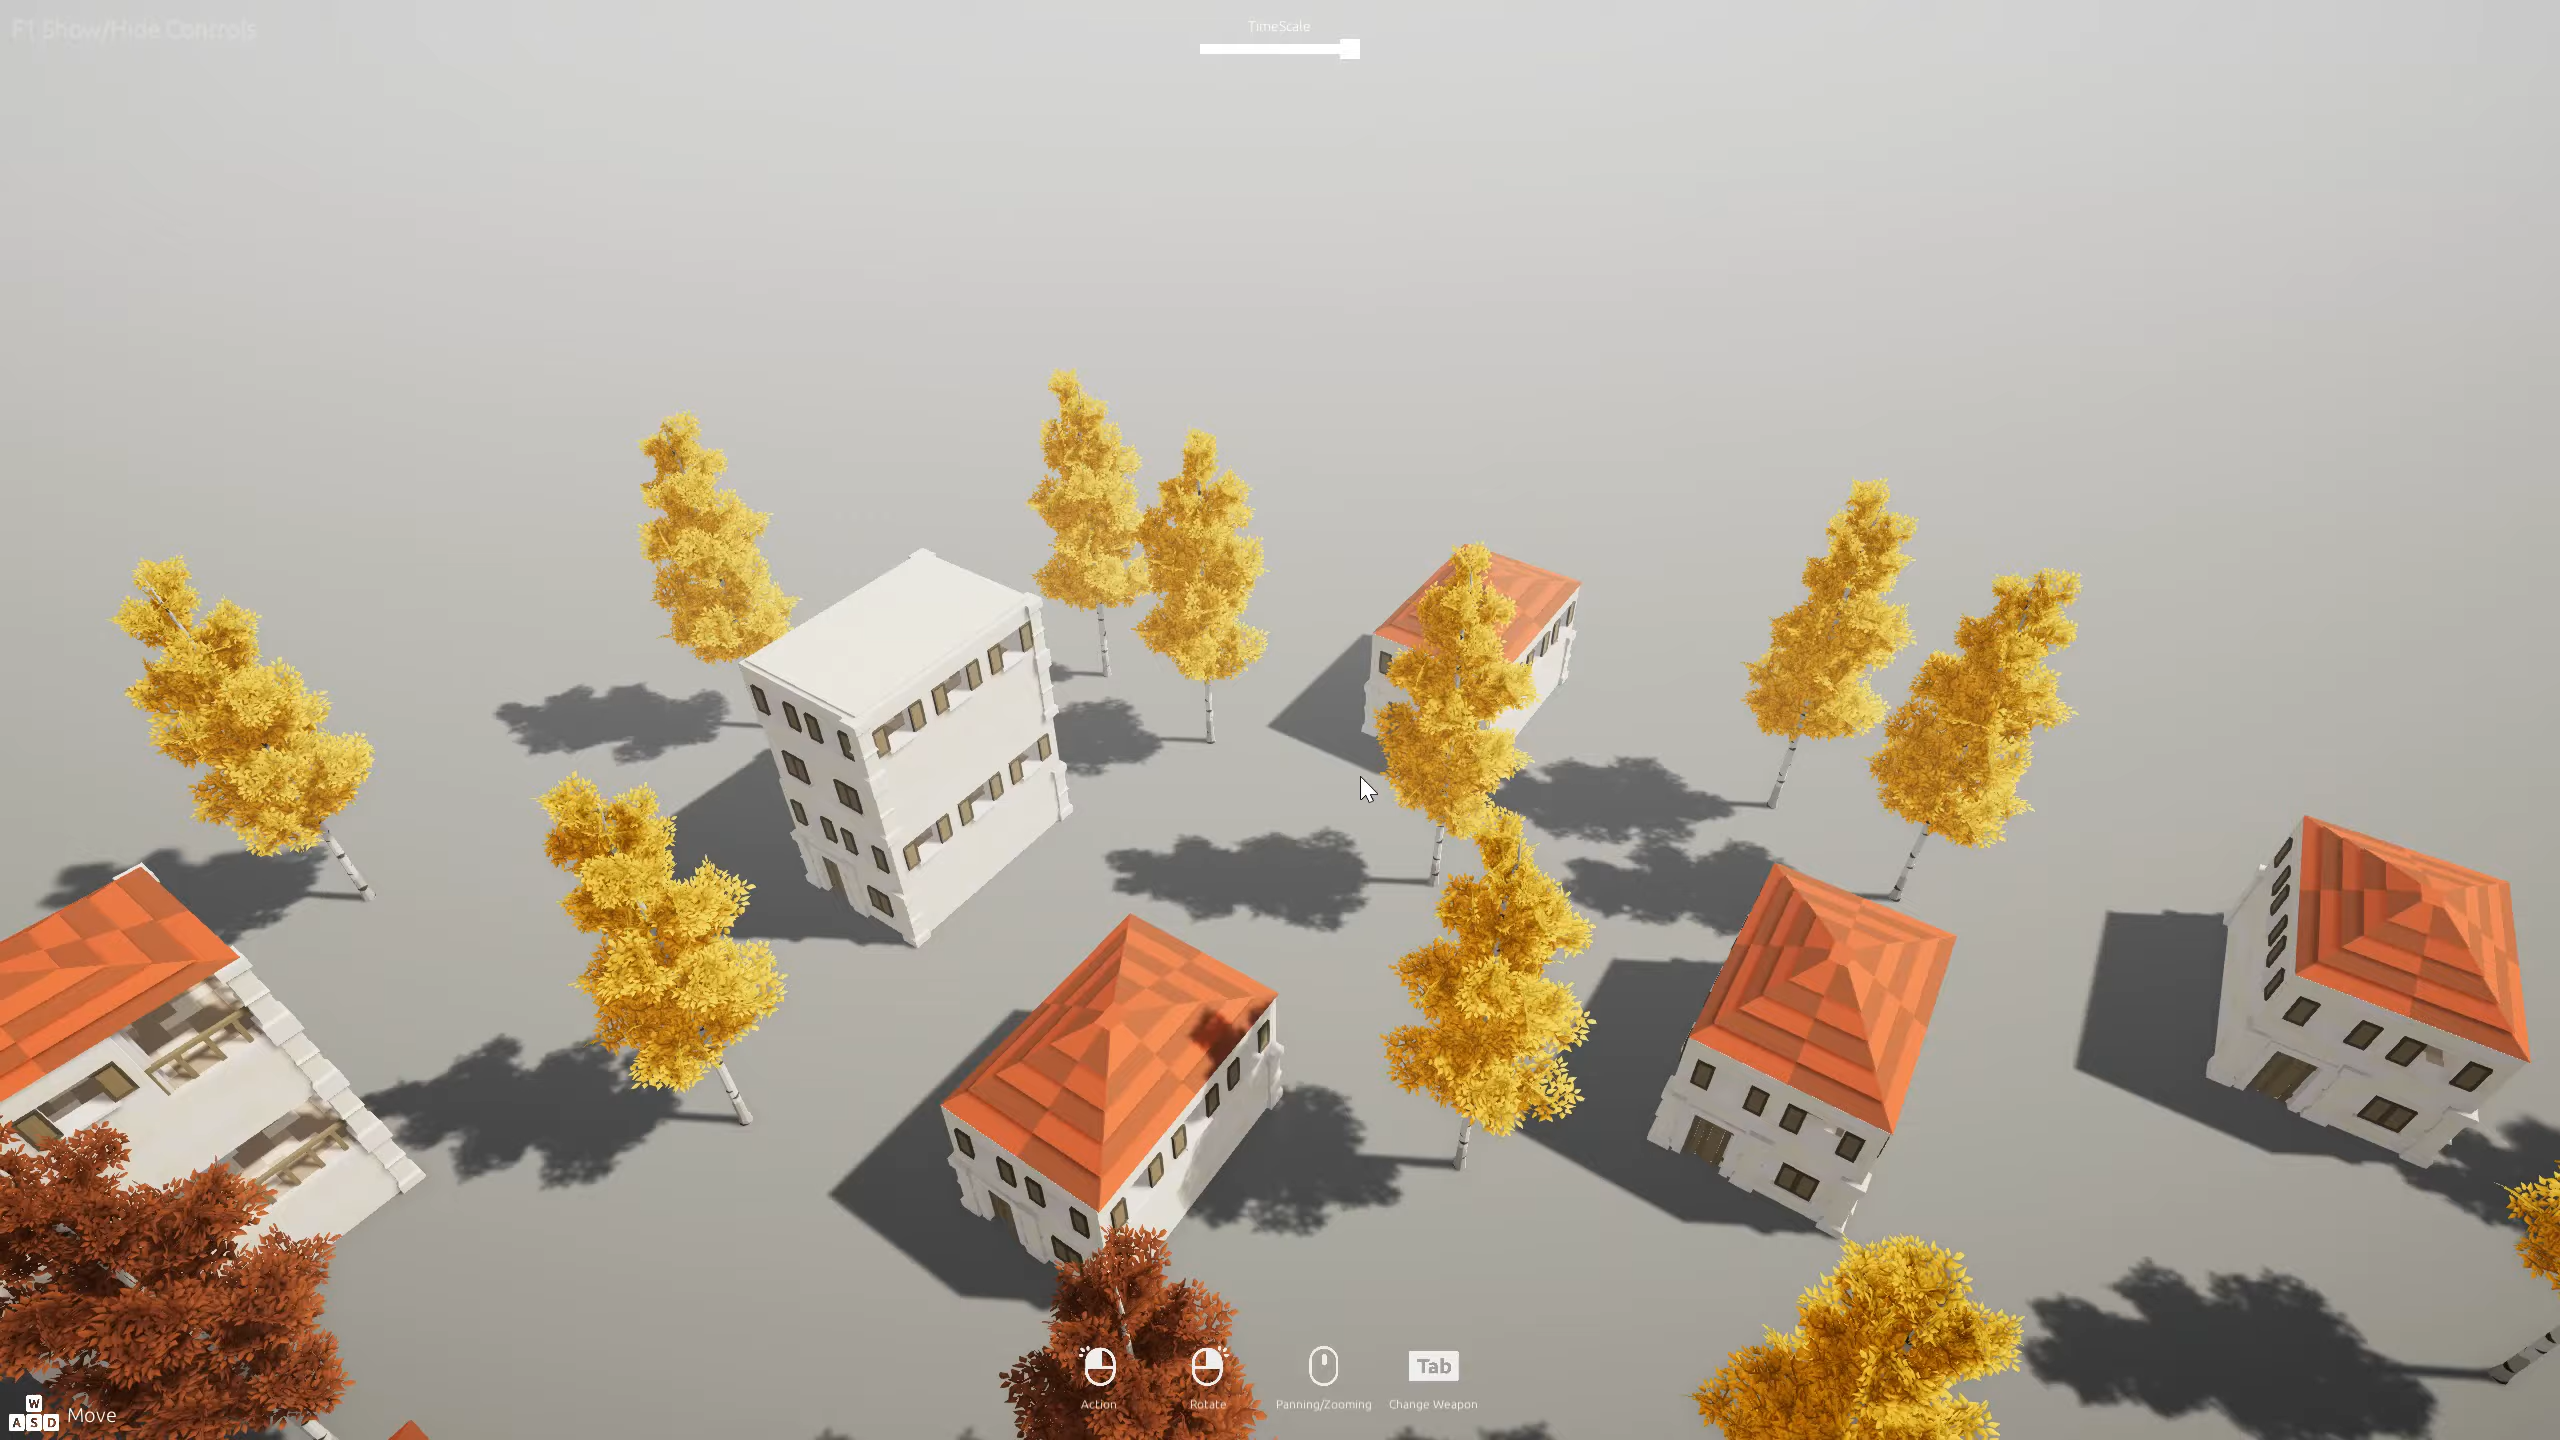 F1 Show/Hide Controls
TimeScale
Tab
Action
Rotate
Panning/Zooming
Change Weapon
W
A S D
Move